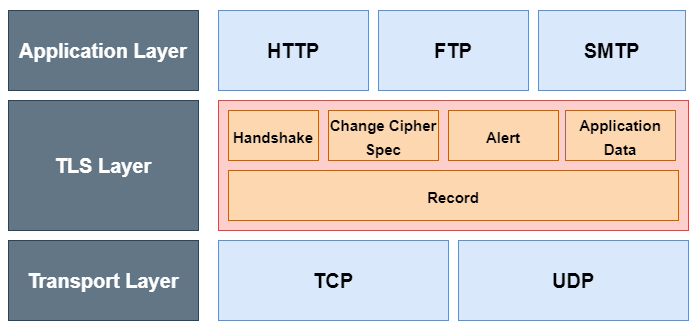 Application Layer
HTTP
FTP
SMTP
TLS Layer
Handshake
Change Cipher
Spec
Alert
Application
Data
Record
Transport Layer
TCP
UDP